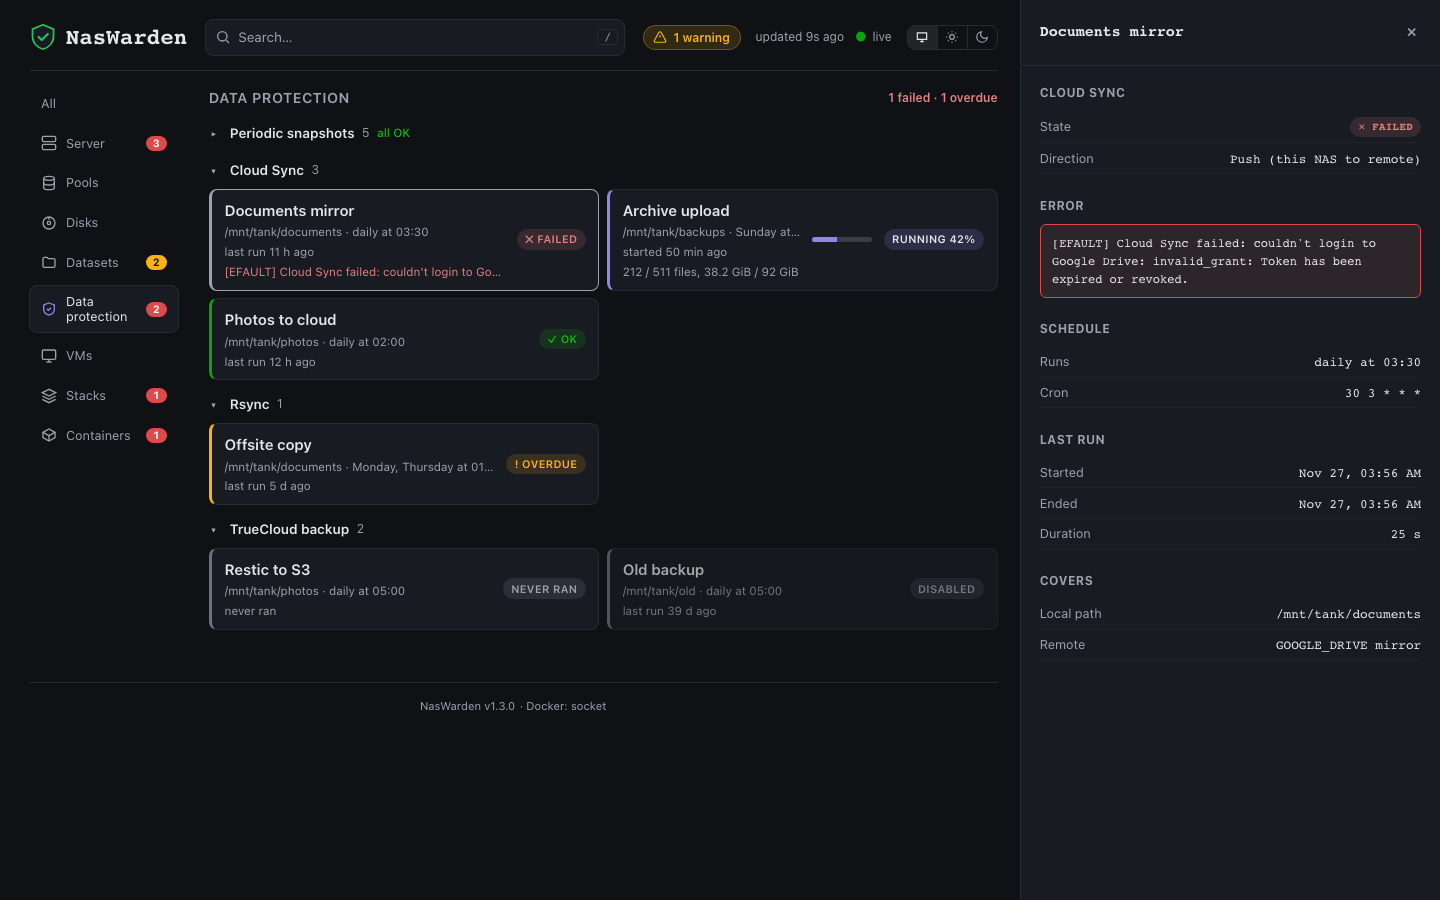 NasWarden
Search...
/
1 warning
updated 9s ago
live
All
Server 3
Pools
Disks
Datasets 2
Data protection 2
VMs
Stacks 1
Containers 1
DATA PROTECTION
1 failed · 1 overdue
Periodic snapshots 5 all OK
Cloud Sync 3
Documents mirror
/mnt/tank/documents · daily at 03:30
last run 11 h ago
[EFAULT] Cloud Sync failed: couldn't login to Go...
✕ FAILED
Archive upload
/mnt/tank/backups · Sunday at...
started 50 min ago
212 / 511 files, 38.2 GiB / 92 GiB
RUNNING 42%
Photos to cloud
/mnt/tank/photos · daily at 02:00
last run 12 h ago
✓ OK
Rsync 1
Offsite copy
/mnt/tank/documents · Monday, Thursday at 01...
last run 5 d ago
! OVERDUE
TrueCloud backup 2
Restic to S3
/mnt/tank/photos · daily at 05:00
never ran
NEVER RAN
Old backup
/mnt/tank/old · daily at 05:00
last run 39 d ago
DISABLED
NasWarden v1.3.0 · Docker: socket
Documents mirror
×
CLOUD SYNC
State ✕ FAILED
Direction Push (this NAS to remote)
ERROR
[EFAULT] Cloud Sync failed: couldn't login to
Google Drive: invalid_grant: Token has been
expired or revoked.
SCHEDULE
Runs daily at 03:30
Cron 30 3 * * *
LAST RUN
Started Nov 27, 03:56 AM
Ended Nov 27, 03:56 AM
Duration 25 s
COVERS
Local path /mnt/tank/documents
Remote GOOGLE_DRIVE mirror